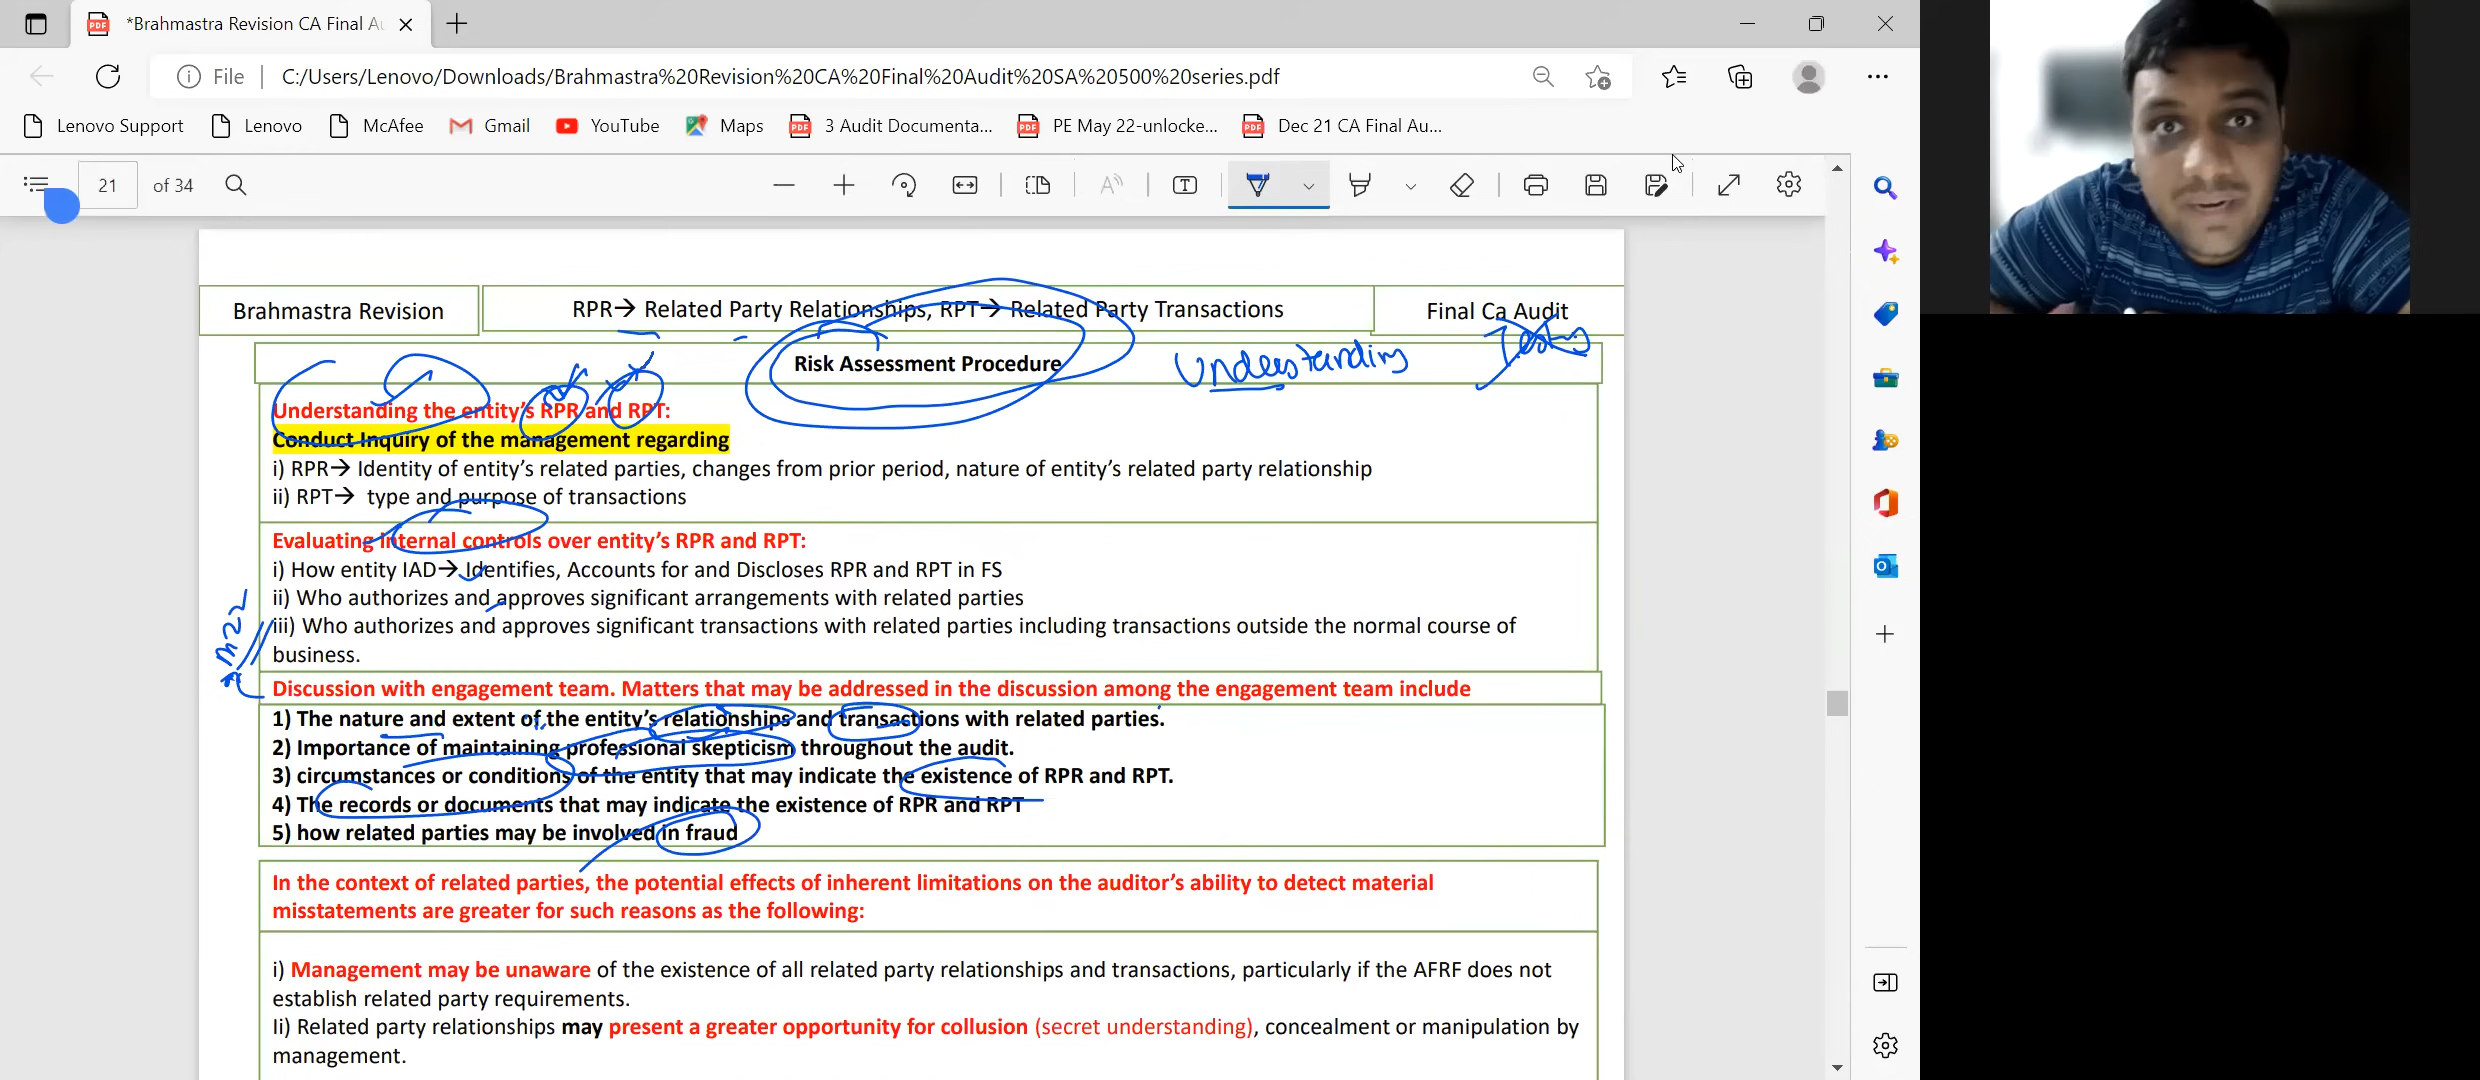 *Brahmastra Revision CA Final Au
File
C:/Users/Lenovo/Downloads/Brahmastra%20Revision%20CA%20Final%20Audit%20SA%20500%20series.pdf
Lenovo Support
Lenovo
McAfee
Gmail
YouTube
Maps
3 Audit Documenta...
PE May 22-unlocke...
Dec 21 CA Final Au...
21 of 34
Brahmastra Revision
RPR→ Related Party Relationships, RPT→ Related Party Transactions
Final Ca Audit
Risk Assessment Procedure
Understanding
Understanding the entity's RPR and RPT:
Conduct Inquiry of the management regarding
i) RPR→ Identity of entity's related parties, changes from prior period, nature of entity's related party relationship
ii) RPT→ type and purpose of transactions
Evaluating internal controls over entity's RPR and RPT:
i) How entity IAD→ Identifies, Accounts for and Discloses RPR and RPT in FS
ii) Who authorizes and approves significant arrangements with related parties
iii) Who authorizes and approves significant transactions with related parties including transactions outside the normal course of
business.
M22
Discussion with engagement team. Matters that may be addressed in the discussion among the engagement team include
1) The nature and extent of the entity's relationships and transactions with related parties.
2) Importance of maintaining professional skepticism throughout the audit.
3) circumstances or conditions of the entity that may indicate the existence of RPR and RPT.
4) The records or documents that may indicate the existence of RPR and RPT
5) how related parties may be involved in fraud
In the context of related parties, the potential effects of inherent limitations on the auditor's ability to detect material
misstatements are greater for such reasons as the following:
i) Management may be unaware of the existence of all related party relationships and transactions, particularly if the AFRF does not
establish related party requirements.
Ii) Related party relationships may present a greater opportunity for collusion (secret understanding), concealment or manipulation by
management.